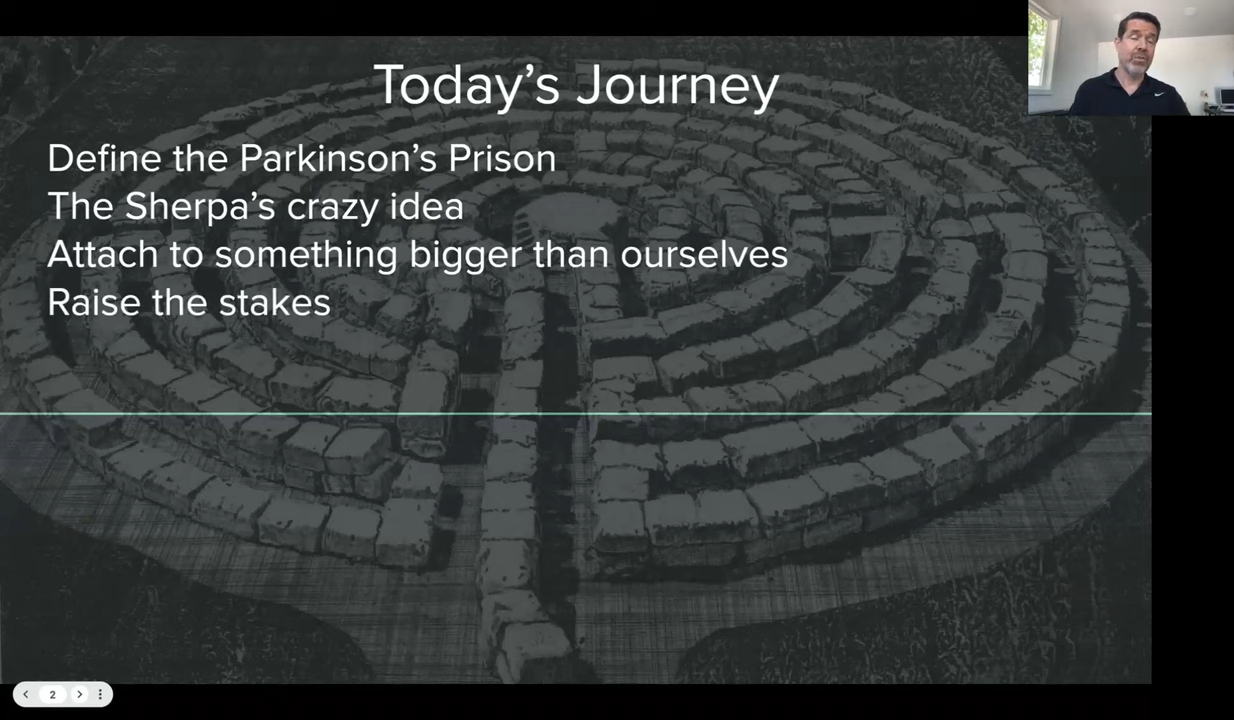 Today’s Journey
Define the Parkinson’s Prison
The Sherpa’s crazy idea
Attach to something bigger than ourselves
Raise the stakes
2